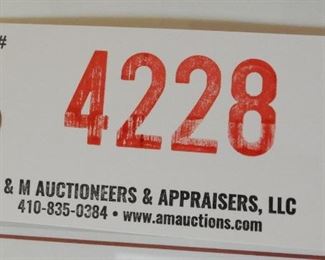 #
4228
& M AUCTIONEERS & APPRAISERS, LLC
410-835-0384 • www.amauctions.com